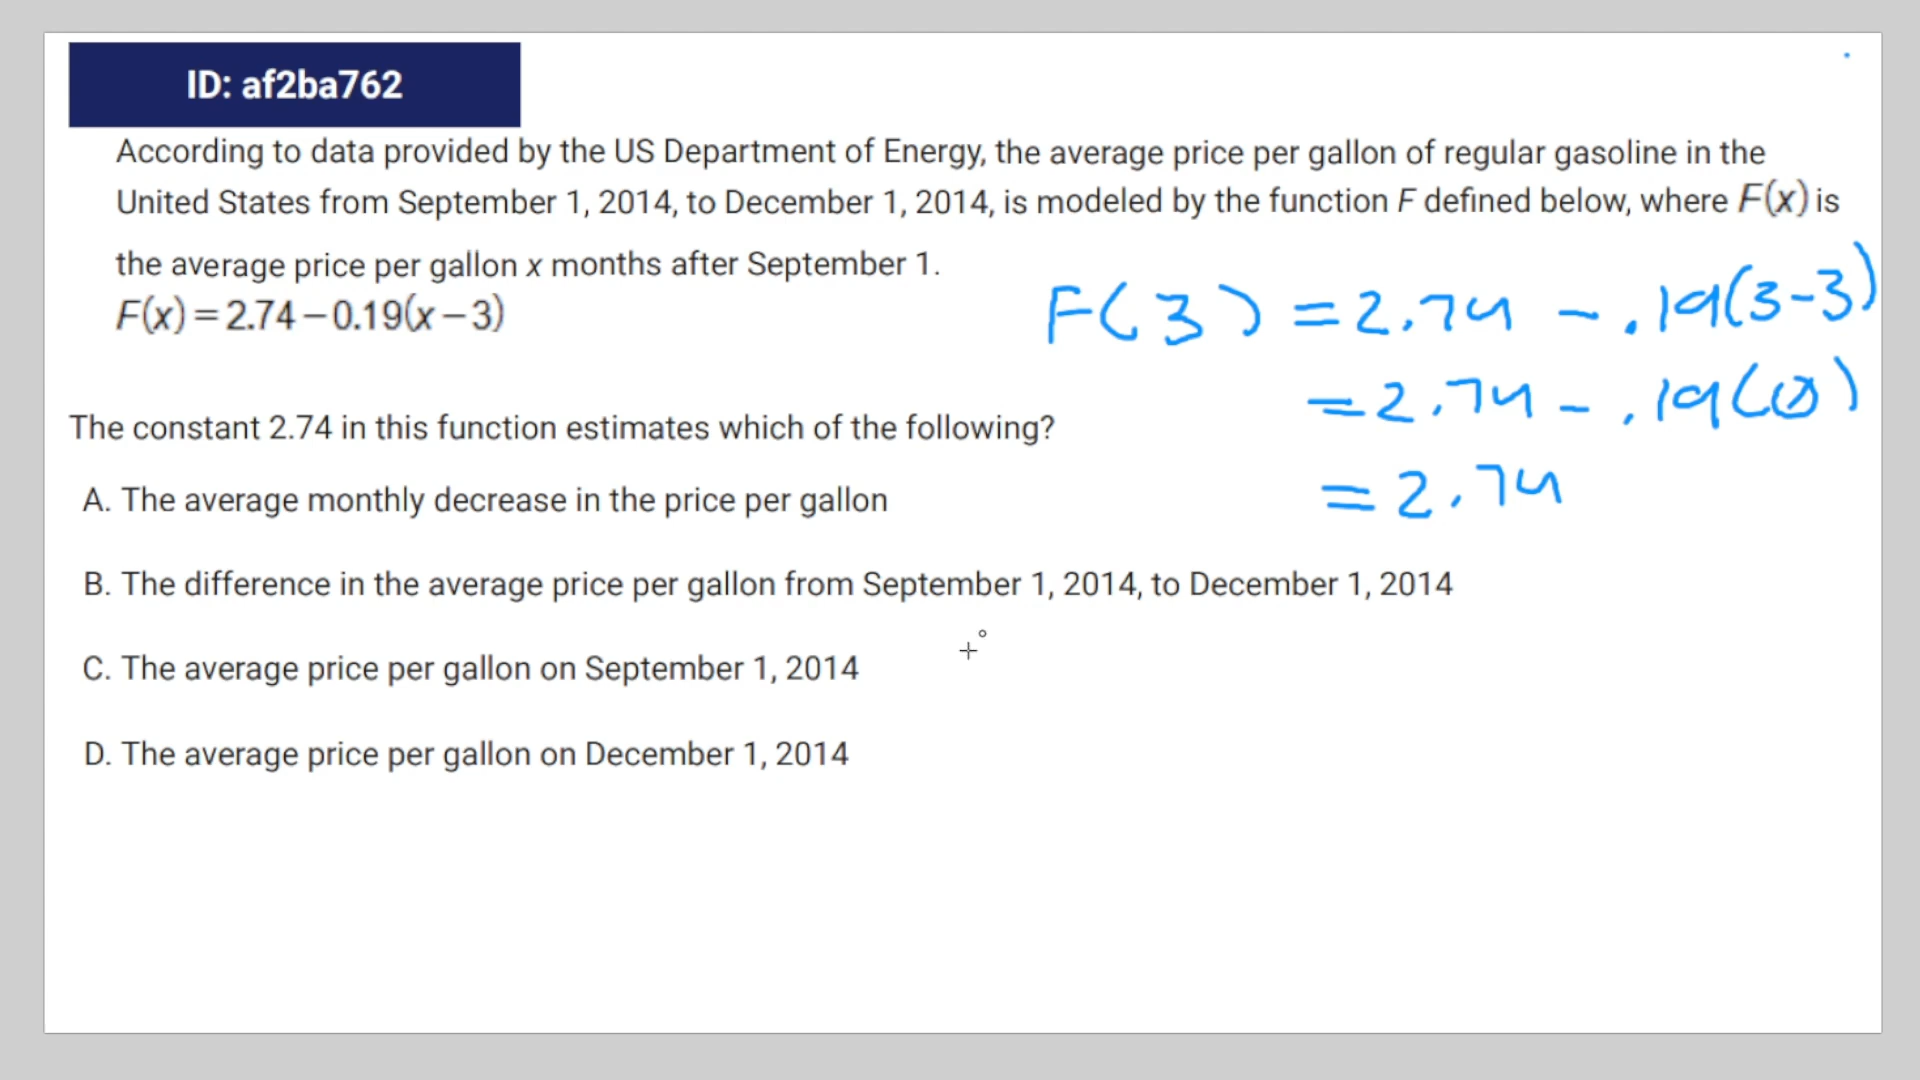 ID: af2ba762
According to data provided by the US Department of Energy, the average price per gallon of regular gasoline in the
United States from September 1, 2014, to December 1, 2014, is modeled by the function F defined below, where F(x) is
the average price per gallon x months after September 1.
F(x) = 2.74 – 0.19(x – 3)
F(3) = 2.74 - .19(3-3)
= 2.74 - .19(0)
= 2.74
The constant 2.74 in this function estimates which of the following?
A. The average monthly decrease in the price per gallon
B. The difference in the average price per gallon from September 1, 2014, to December 1, 2014
C. The average price per gallon on September 1, 2014
D. The average price per gallon on December 1, 2014